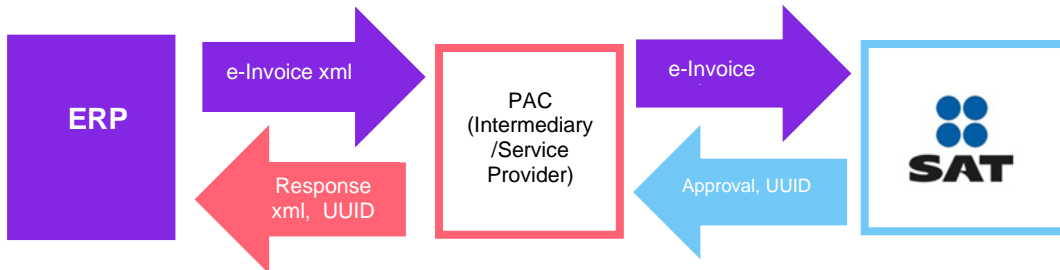 ERP
e-Invoice xml
Response
xml, UUID
PAC
(Intermediary
/Service
Provider)
e-Invoice
Approval, UUID
SAT